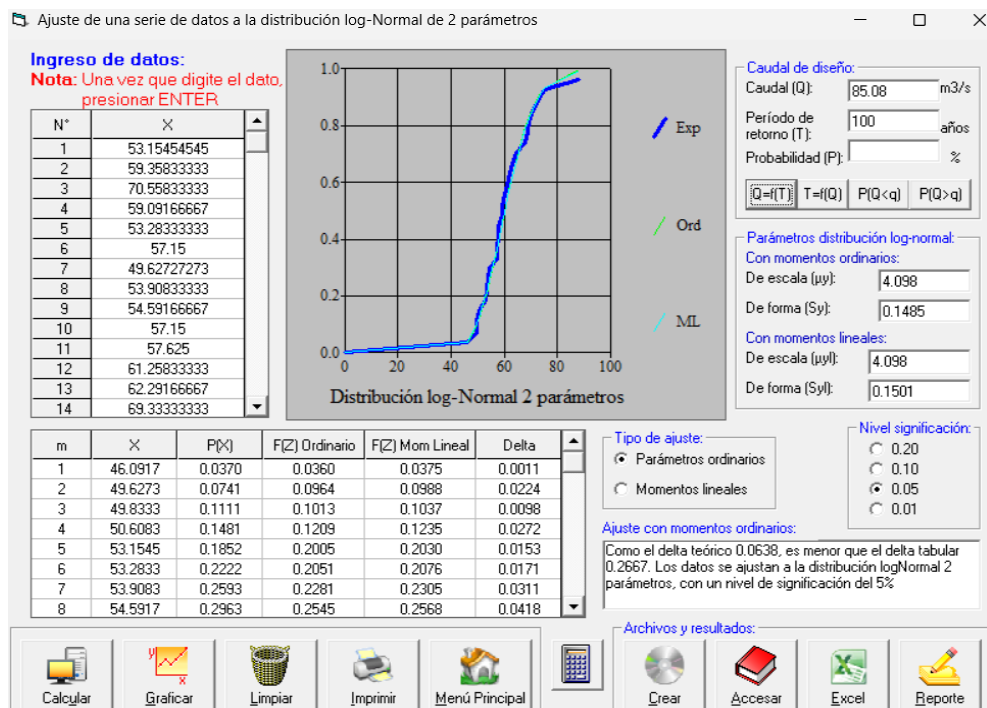 Ajuste de una serie de datos a la distribución log-Normal de 2 parámetros
Ingreso de datos:
Nota: Una vez que digite el dato,
presionar ENTER
N° X
1 53.15454545
2 59.35833333
3 70.55833333
4 59.09166667
5 53.28333333
6 57.15
7 49.62727273
8 53.90833333
9 54.59166667
10 57.15
11 57.625
12 61.25833333
13 62.29166667
14 69.33333333
1.0
0.8
0.6
0.4
0.2
0.0
0 20 40 60 80 100
Exp
Ord
ML
Distribución log-Normal 2 parámetros
Caudal de diseño:
Caudal (Q): 85.08 m3/s
Período de
retorno (T): 100 años
Probabilidad (P): %
Q=f(T) T=f(Q) P(Q<q) P(Q>q)
Parámetros distribución log-normal:
Con momentos ordinarios:
De escala (µy): 4.098
De forma (Sy): 0.1485
Con momentos lineales:
De escala (µyl): 4.098
De forma (Syl): 0.1501
m X P(X) F(Z) Ordinario F(Z) Mom Lineal Delta
1 46.0917 0.0370 0.0360 0.0375 0.0011
2 49.6273 0.0741 0.0964 0.0988 0.0224
3 49.8333 0.1111 0.1013 0.1037 0.0098
4 50.6083 0.1481 0.1209 0.1235 0.0272
5 53.1545 0.1852 0.2005 0.2030 0.0153
6 53.2833 0.2222 0.2051 0.2076 0.0171
7 53.9083 0.2593 0.2281 0.2305 0.0311
8 54.5917 0.2963 0.2545 0.2568 0.0418
Tipo de ajuste:
Parámetros ordinarios
Momentos lineales
Nivel significación:
0.20
0.10
0.05
0.01
Ajuste con momentos ordinarios:
Como el delta teórico 0.0638, es menor que el delta tabular
0.2667. Los datos se ajustan a la distribución logNormal 2
parámetros, con un nivel de significación del 5%
Calcular Graficar Limpiar Imprimir Menú Principal
Archivos y resultados:
Crear Accesar Excel Reporte